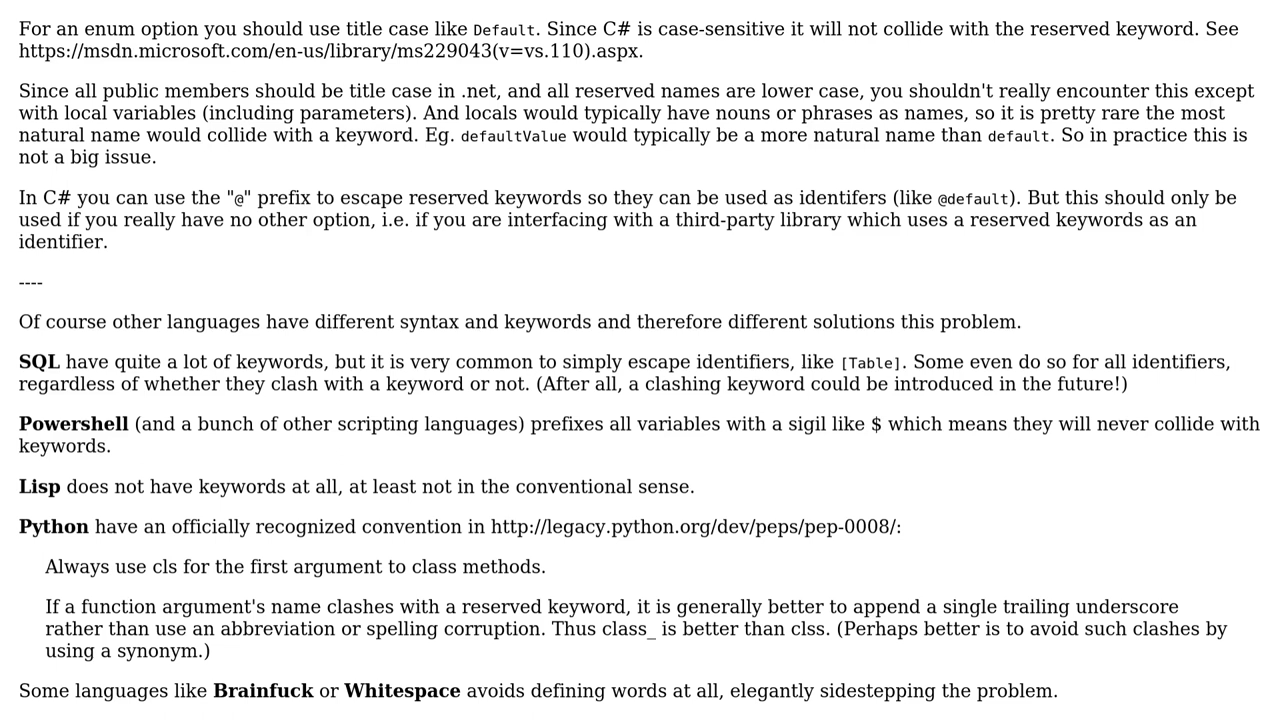 For an enum option you should use title case like Default. Since C# is case-sensitive it will not collide with the reserved keyword. See
https://msdn.microsoft.com/en-us/library/ms229043(v=vs.110).aspx.
Since all public members should be title case in .net, and all reserved names are lower case, you shouldn't really encounter this except
with local variables (including parameters). And locals would typically have nouns or phrases as names, so it is pretty rare the most
natural name would collide with a keyword. Eg. defaultValue would typically be a more natural name than default. So in practice this is
not a big issue.
In C# you can use the "@" prefix to escape reserved keywords so they can be used as identifers (like @default). But this should only be
used if you really have no other option, i.e. if you are interfacing with a third-party library which uses a reserved keywords as an
identifier.
----
Of course other languages have different syntax and keywords and therefore different solutions this problem.
SQL have quite a lot of keywords, but it is very common to simply escape identifiers, like [Table]. Some even do so for all identifiers,
regardless of whether they clash with a keyword or not. (After all, a clashing keyword could be introduced in the future!)
Powershell (and a bunch of other scripting languages) prefixes all variables with a sigil like $ which means they will never collide with
keywords.
Lisp does not have keywords at all, at least not in the conventional sense.
Python have an officially recognized convention in http://legacy.python.org/dev/peps/pep-0008/:
Always use cls for the first argument to class methods.
If a function argument's name clashes with a reserved keyword, it is generally better to append a single trailing underscore
rather than use an abbreviation or spelling corruption. Thus class_ is better than clss. (Perhaps better is to avoid such clashes by
using a synonym.)
Some languages like Brainfuck or Whitespace avoids defining words at all, elegantly sidestepping the problem.